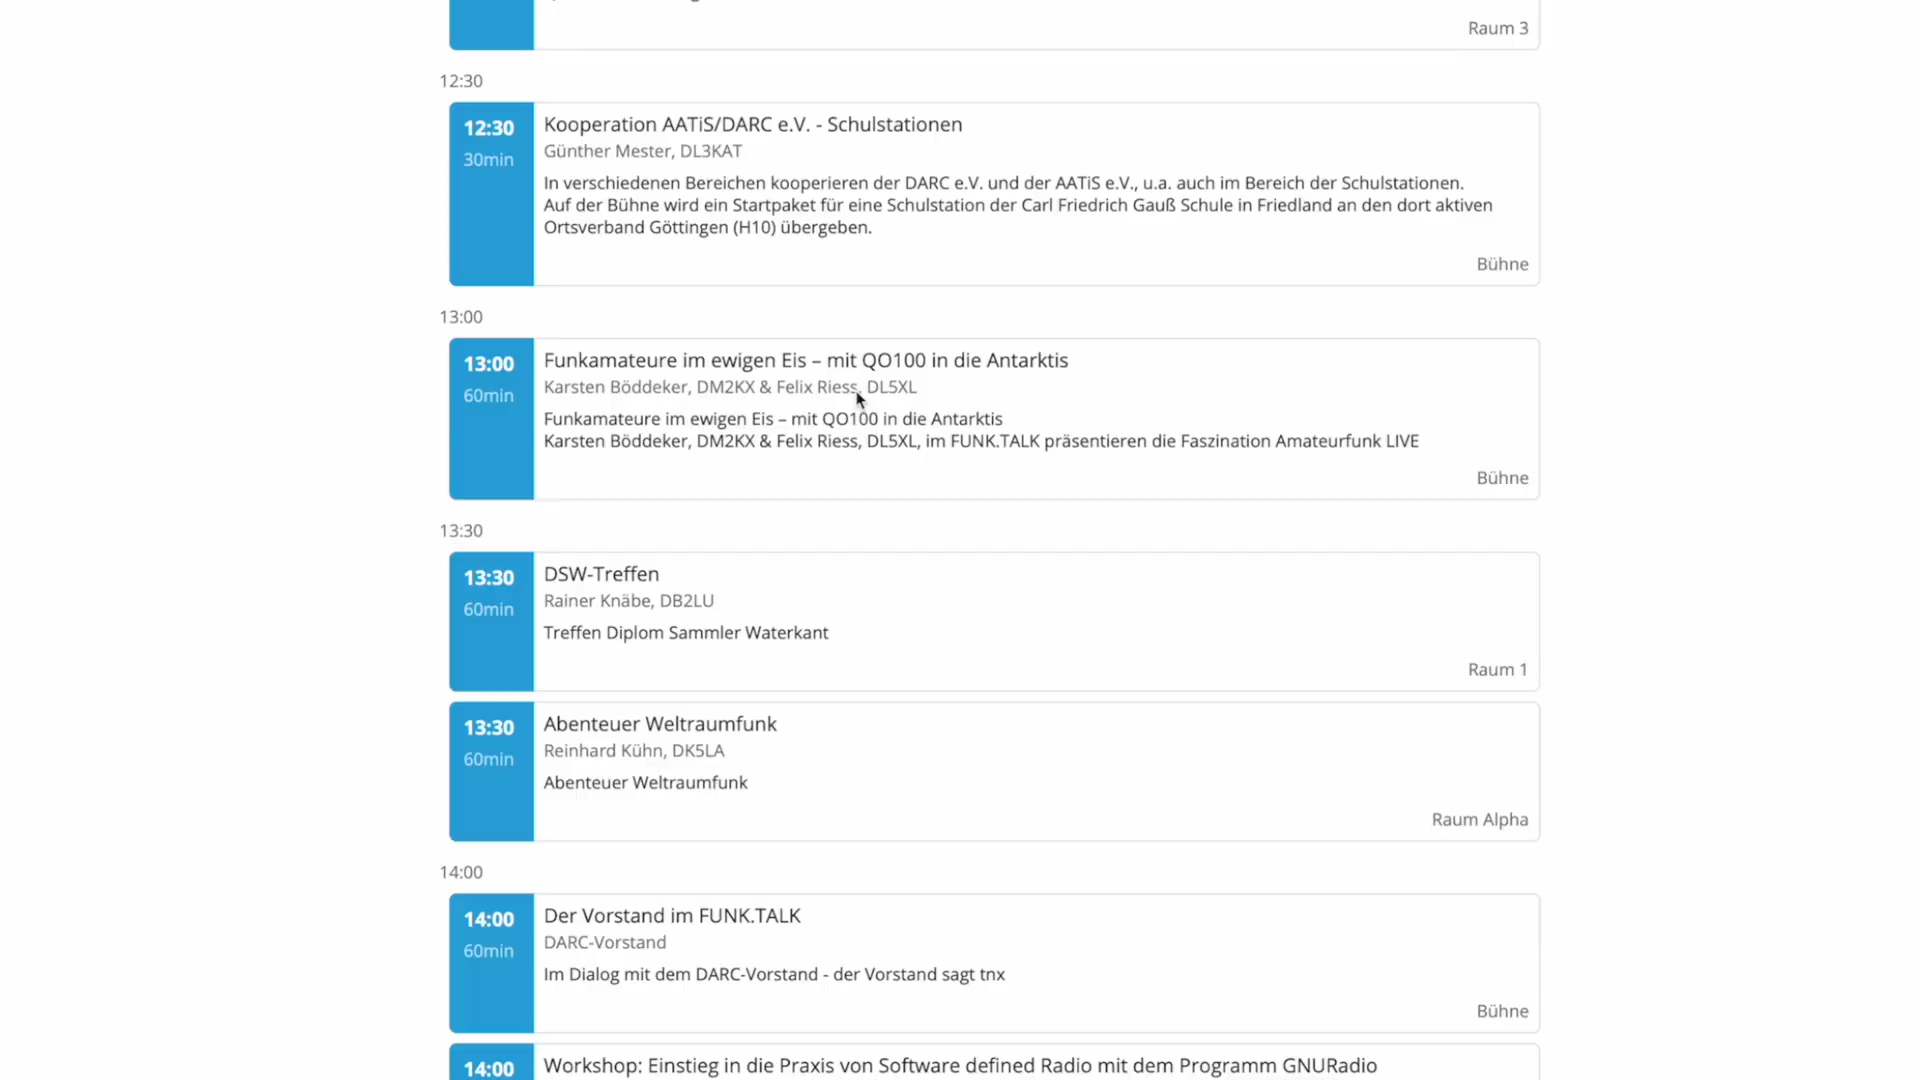 Raum 3
12:30
12:30
30min
Kooperation AATiS/DARC e.V. - Schulstationen
Günther Mester, DL3KAT
In verschiedenen Bereichen kooperieren der DARC e.V. und der AATiS e.V., u.a. auch im Bereich der Schulstationen.
Auf der Bühne wird ein Startpaket für eine Schulstation der Carl Friedrich Gauß Schule in Friedland an den dort aktiven
Ortsverband Göttingen (H10) übergeben.
Bühne
13:00
13:00
60min
Funkamateure im ewigen Eis – mit QO100 in die Antarktis
Karsten Böddeker, DM2KX & Felix Riess, DL5XL
Funkamateure im ewigen Eis – mit QO100 in die Antarktis
Karsten Böddeker, DM2KX & Felix Riess, DL5XL, im FUNK.TALK präsentieren die Faszination Amateurfunk LIVE
Bühne
13:30
13:30
60min
DSW-Treffen
Rainer Knäbe, DB2LU
Treffen Diplom Sammler Waterkant
Raum 1
13:30
60min
Abenteuer Weltraumfunk
Reinhard Kühn, DK5LA
Abenteuer Weltraumfunk
Raum Alpha
14:00
14:00
60min
Der Vorstand im FUNK.TALK
DARC-Vorstand
Im Dialog mit dem DARC-Vorstand - der Vorstand sagt tnx
Bühne
14:00
Workshop: Einstieg in die Praxis von Software defined Radio mit dem Programm GNURadio